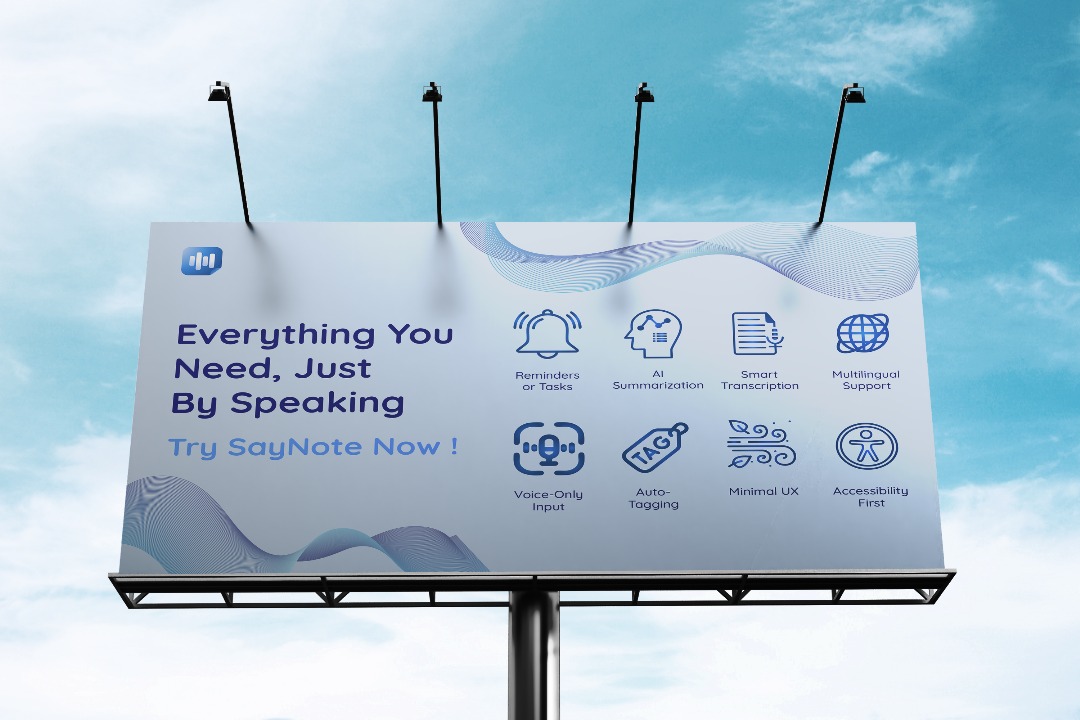 Everything You
Need, Just
By Speaking
Try SayNote Now !
Reminders
or Tasks
AI
Summarization
Smart
Transcription
Multilingual
Support
Voice-Only
Input
TAG
Auto-
Tagging
Minimal UX
Accessibility
First